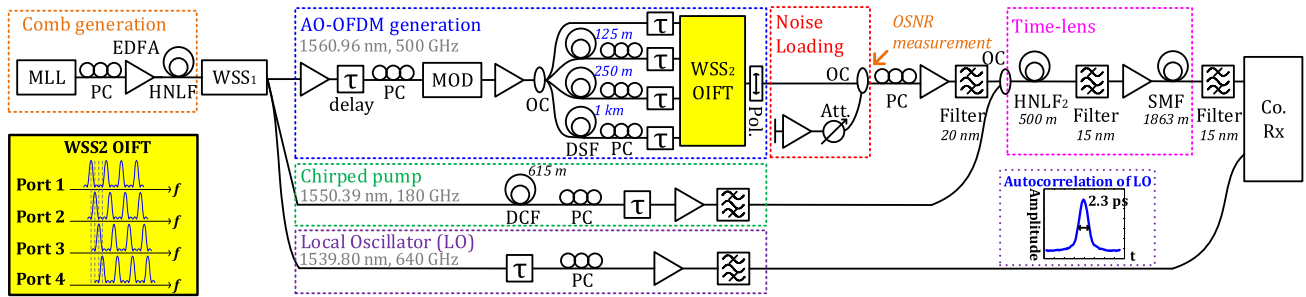 Comb generation
EDFA
MLL
PC
HNLF
WSS1
AO-OFDM generation
1560.96 nm, 500 GHz
τ
delay
PC
MOD
OC
125 m
250 m
1 km
DSF
PC
τ
τ
τ
τ
WSS2
OIFT
Pol.
Noise
Loading
OC
Att.
OSNR
measurement
PC
Filter
20 nm
OC
Time-lens
HNLF2
500 m
Filter
15 nm
SMF
1863 m
Filter
15 nm
Co.
Rx
WSS2 OIFT
Port 1
f
Port 2
f
Port 3
f
Port 4
f
Chirped pump
1550.39 nm, 180 GHz
615 m
DCF
PC
τ
Local Oscillator (LO)
1539.80 nm, 640 GHz
τ
PC
Autocorrelation of LO
Amplitude
2.3 ps
t